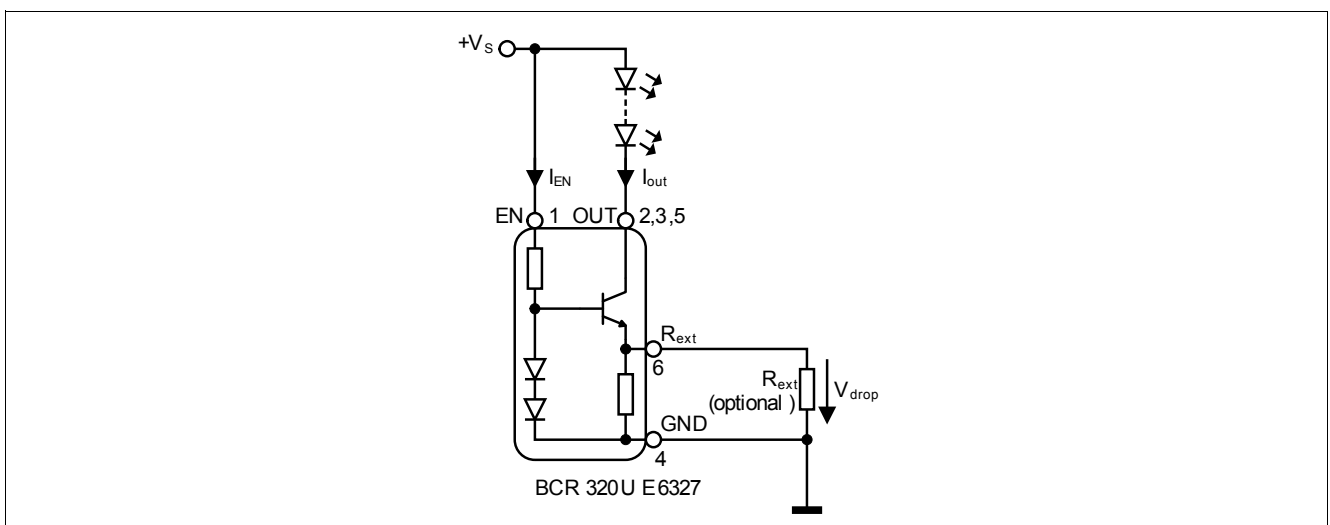 +VS
IEN
Iout
EN 1 OUT 2,3,5
Rext
6
Rext
(optional )
Vdrop
GND
4
BCR 320U E6327